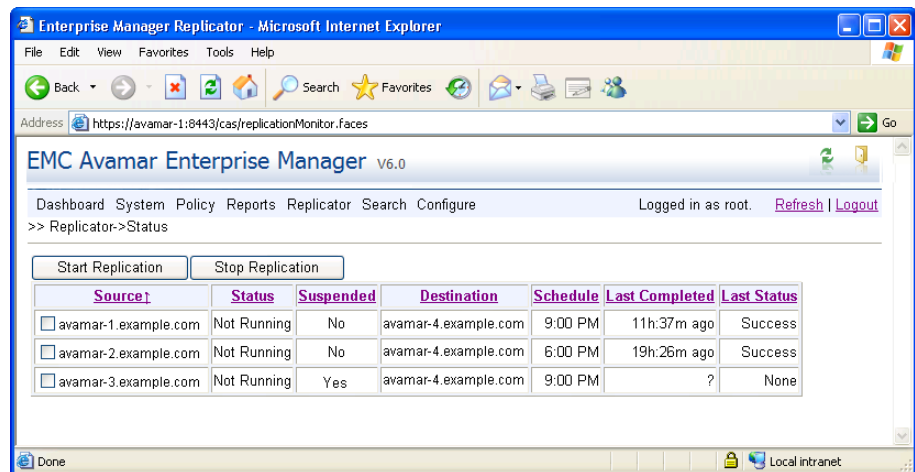 Enterprise Manager Replicator - Microsoft Internet Explorer
File Edit View Favorites Tools Help
Back Search Favorites
Address https://avamar-1:8443/cas/replicationMonitor.faces Go
EMC Avamar Enterprise Manager V6.0
Dashboard System Policy Reports Replicator Search Configure Logged in as root. Refresh | Logout
>> Replicator->Status
Start Replication Stop Replication
Source↑ Status Suspended Destination Schedule Last Completed Last Status
avamar-1.example.com Not Running No avamar-4.example.com 9:00 PM 11h:37m ago Success
avamar-2.example.com Not Running No avamar-4.example.com 6:00 PM 19h:26m ago Success
avamar-3.example.com Not Running Yes avamar-4.example.com 9:00 PM ? None
Done Local intranet